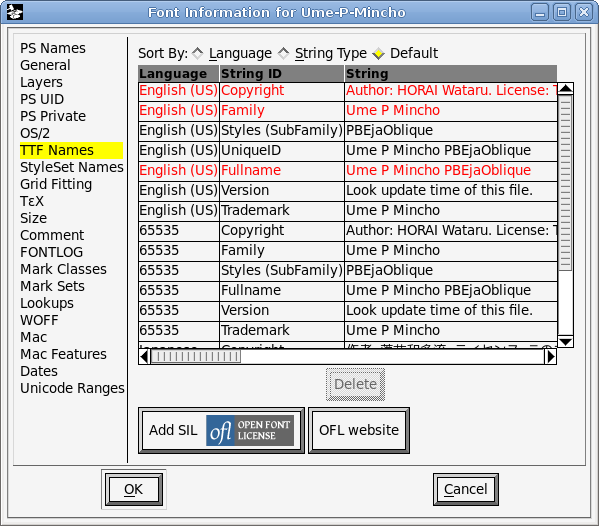 Font Information for Ume-P-Mincho
PS Names
General
Layers
PS UID
PS Private
OS/2
TTF Names
StyleSet Names
Grid Fitting
TεX
Size
Comment
FONTLOG
Mark Classes
Mark Sets
Lookups
WOFF
Mac
Mac Features
Dates
Unicode Ranges
Sort By: Language String Type Default
Language String ID String
English (US) Copyright Author: HORAI Wataru. License:
English (US) Family Ume P Mincho
English (US) Styles (SubFamily) PBEjaOblique
English (US) UniqueID Ume P Mincho PBEjaOblique
English (US) Fullname Ume P Mincho PBEjaOblique
English (US) Version Look update time of this file.
English (US) Trademark Ume P Mincho
65535 Copyright Author: HORAI Wataru. License:
65535 Family Ume P Mincho
65535 Styles (SubFamily) PBEjaOblique
65535 Fullname Ume P Mincho PBEjaOblique
65535 Version Look update time of this file.
65535 Trademark Ume P Mincho
Japanese Copyright
Delete
Add SIL ofl OPEN FONT
LICENSE
OFL website
OK
Cancel